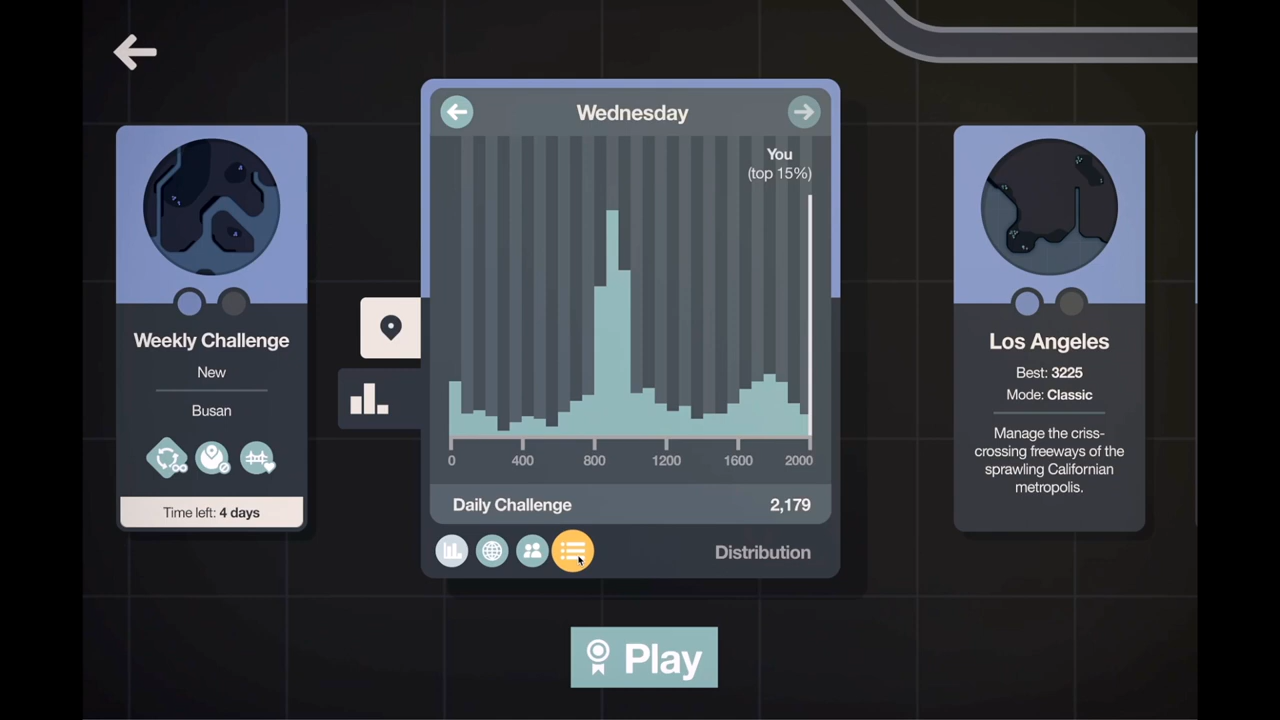 Wednesday
You
(top 15%)
0 400 800 1200 1600 2000
Daily Challenge 2,179
Distribution
Play
Weekly Challenge
New
Busan
Time left: 4 days
Los Angeles
Best: 3225
Mode: Classic
Manage the criss-
crossing freeways of the
sprawling Californian
metropolis.